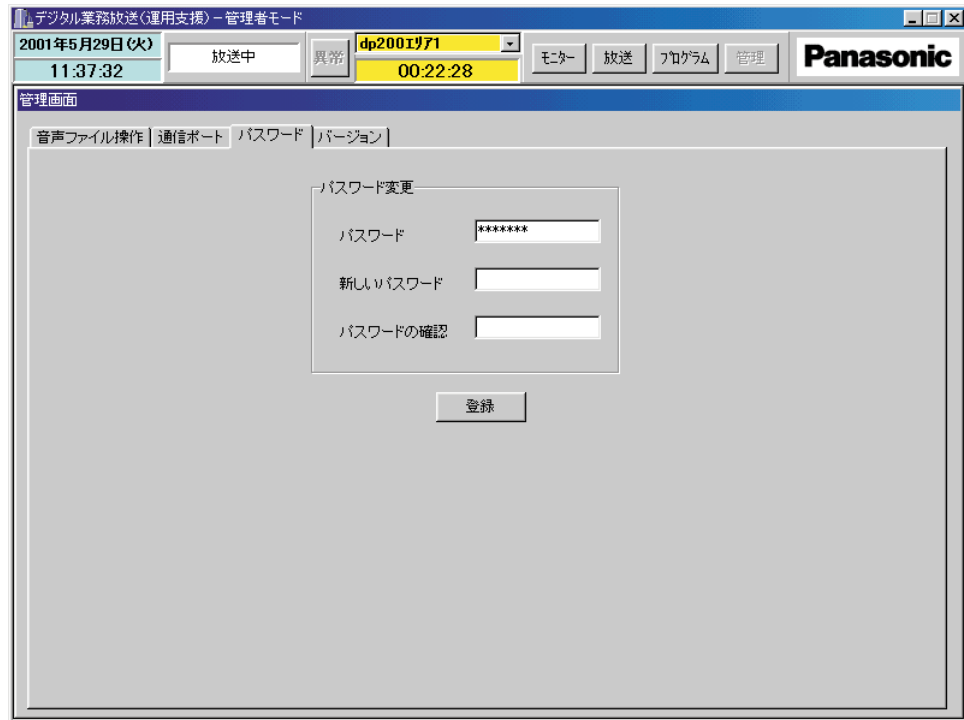 デジタル業務放送(運用支援)-管理者モード
2001年5月29日(火) 放送中 異常 dp200ｴﾘｱ1 ﾓﾆﾀｰ 放送 ﾌﾟﾛｸﾞﾗﾑ 管理 Panasonic
11:37:32 00:22:28
管理画面
音声ファイル操作 通信ポート パスワード バージョン
パスワード変更
パスワード *******
新しいパスワード
パスワードの確認
登録